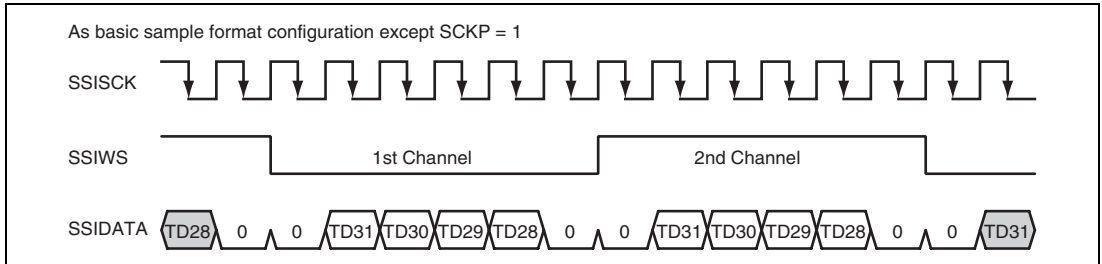 As basic sample format configuration except SCKP = 1
SSISCK
SSIWS 1st Channel 2nd Channel
SSIDATA TD28 0 0 TD31 TD30 TD29 TD28 0 0 TD31 TD30 TD29 TD28 0 0 TD31